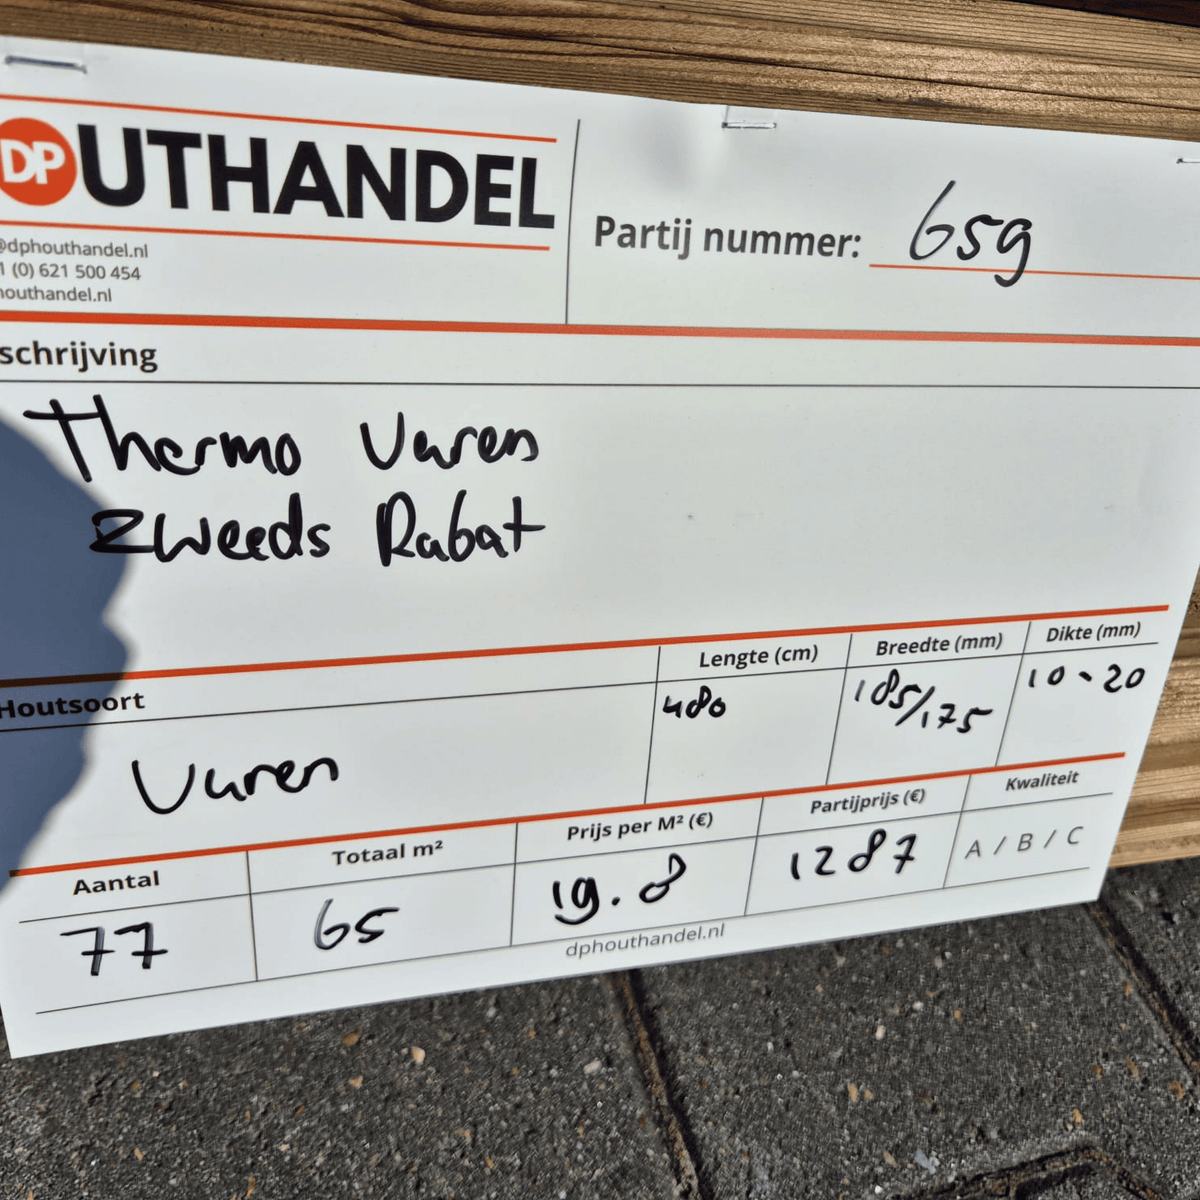 DP
UTHANDEL
@dphouthandel.nl
1 (0) 621 500 454
houthandel.nl
Partij nummer: 659
schrijving
Thermo Vuren
Zweeds Rabat
Houtsoort
Lengte (cm)
Breedte (mm)
Dikte (mm)
Vuren
480
185/175
10-20
Aantal
Totaal m²
Prijs per M² (€)
Partijprijs (€)
Kwaliteit
77
65
19.8
1287
A / B / C
dphouthandel.nl